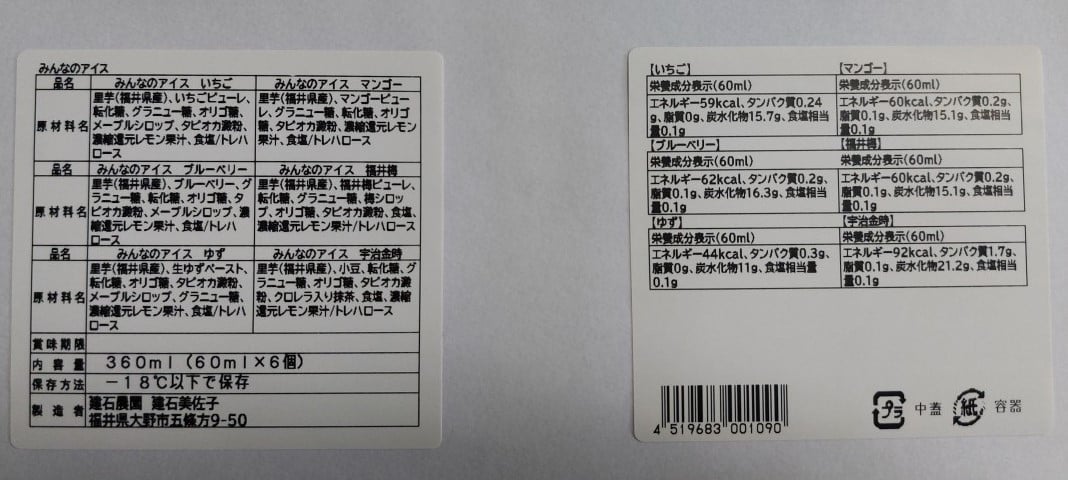 みんなのアイス
品名 みんなのアイス いちご みんなのアイス マンゴー
原材料名
里芋(福井県産)、いちごピューレ、
転化糖、グラニュー糖、オリゴ糖、
メープルシロップ、タピオカ澱粉、
濃縮還元レモン果汁、食塩/トレハ
ロース
里芋(福井県産)、マンゴーピュー
レ、グラニュー糖、転化糖、オリゴ
糖、タピオカ澱粉、濃縮還元レモン
果汁、食塩/トレハロース
品名 みんなのアイス ブルーベリー みんなのアイス 福井梅
原材料名
里芋(福井県産)、ブルーベリー、グ
ラニュー糖、転化糖、オリゴ糖、タ
ピオカ澱粉、メープルシロップ、濃
縮還元レモン果汁、食塩/トレハ
ロース
里芋(福井県産)、福井梅ピューレ、
転化糖、グラニュー糖、梅シロッ
プ、オリゴ糖、タピオカ澱粉、食塩、
濃縮還元レモン果汁/トレハロース
品名 みんなのアイス ゆず みんなのアイス 宇治金時
原材料名
里芋(福井県産)、生ゆずペースト、
転化糖、オリゴ糖、タピオカ澱粉、
メープルシロップ、グラニュー糖、
濃縮還元レモン果汁、食塩/トレハ
ロース
里芋(福井県産)、小豆、転化糖、グ
ラニュー糖、オリゴ糖、タピオカ澱
粉、クロレラ入り抹茶、食塩、濃縮
還元レモン果汁/トレハロース
賞味期限
内容量 360ml(60ml×6個)
保存方法 -18℃以下で保存
製造者
建石農園 建石美佐子
福井県大野市五條方9-50
【いちご】
栄養成分表示(60ml)
エネルギー59kcal、タンパク質0.24
g、脂質0g、炭水化物15.7g、食塩相当
量0.1g
【マンゴー】
栄養成分表示(60ml)
エネルギー60kcal、タンパク質0.2g、
脂質0.1g、炭水化物15.1g、食塩相当
量0.1g
【ブルーベリー】
栄養成分表示(60ml)
エネルギー62kcal、タンパク質0.2g、
脂質0.1g、炭水化物16.3g、食塩相当
量0.1g
【福井梅】
栄養成分表示(60ml)
エネルギー60kcal、タンパク質0.2g、
脂質0.1g、炭水化物15.1g、食塩相当
量0.1g
【ゆず】
栄養成分表示(60ml)
エネルギー44kcal、タンパク質0.3g、
脂質0g、炭水化物11g、食塩相当量
0.1g
【宇治金時】
栄養成分表示(60ml)
エネルギー92kcal、タンパク質1.7g、
脂質0.1g、炭水化物21.2g、食塩相当
量0.1g
4 519683 001090
プラ 中蓋 紙 容器